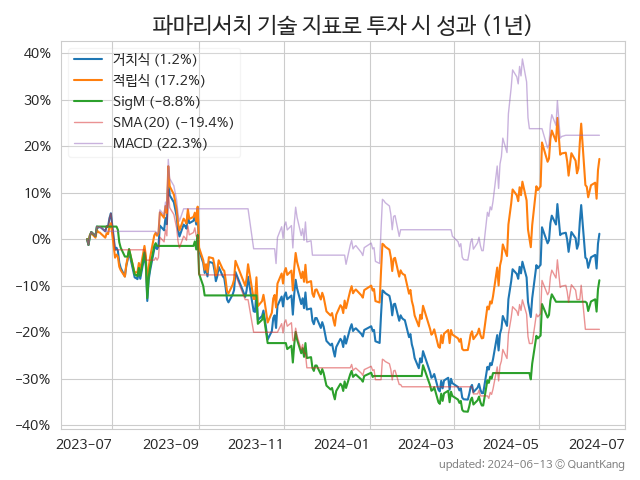 파마리서치 기술 지표로 투자 시 성과 (1년)
40%
30%
20%
10%
0%
−10%
−20%
−30%
−40%
거치식 (1.2%)
적립식 (17.2%)
SigM (−8.8%)
SMA(20) (−19.4%)
MACD (22.3%)
2023-07 2023-09 2023-11 2024-01 2024-03 2024-05 2024-07
updated: 2024-06-13 © QuantKang